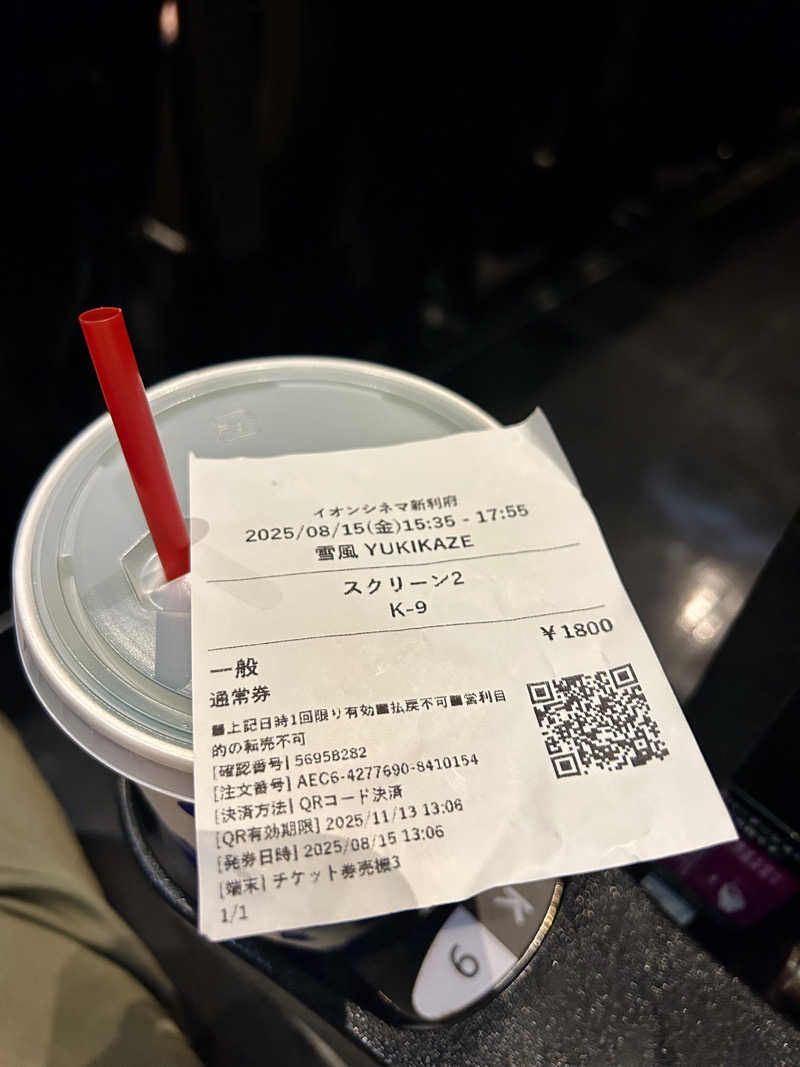 イオンシネマ新利府
2025/08/15(金)15:35 - 17:55
雪風 YUKIKAZE
スクリーン2
K-9
¥1800
一般
通常券
■上記日時1回限り有効■払戻不可■営利目
的の転売不可
[確認番号] 56958282
[注文番号] AEC6-4277690-8410154
[決済方法] QRコード決済
[QR有効期限] 2025/11/13 13:06
[発券日時] 2025/08/15 13:06
[端末] チケット券売機3
1/1
K
9